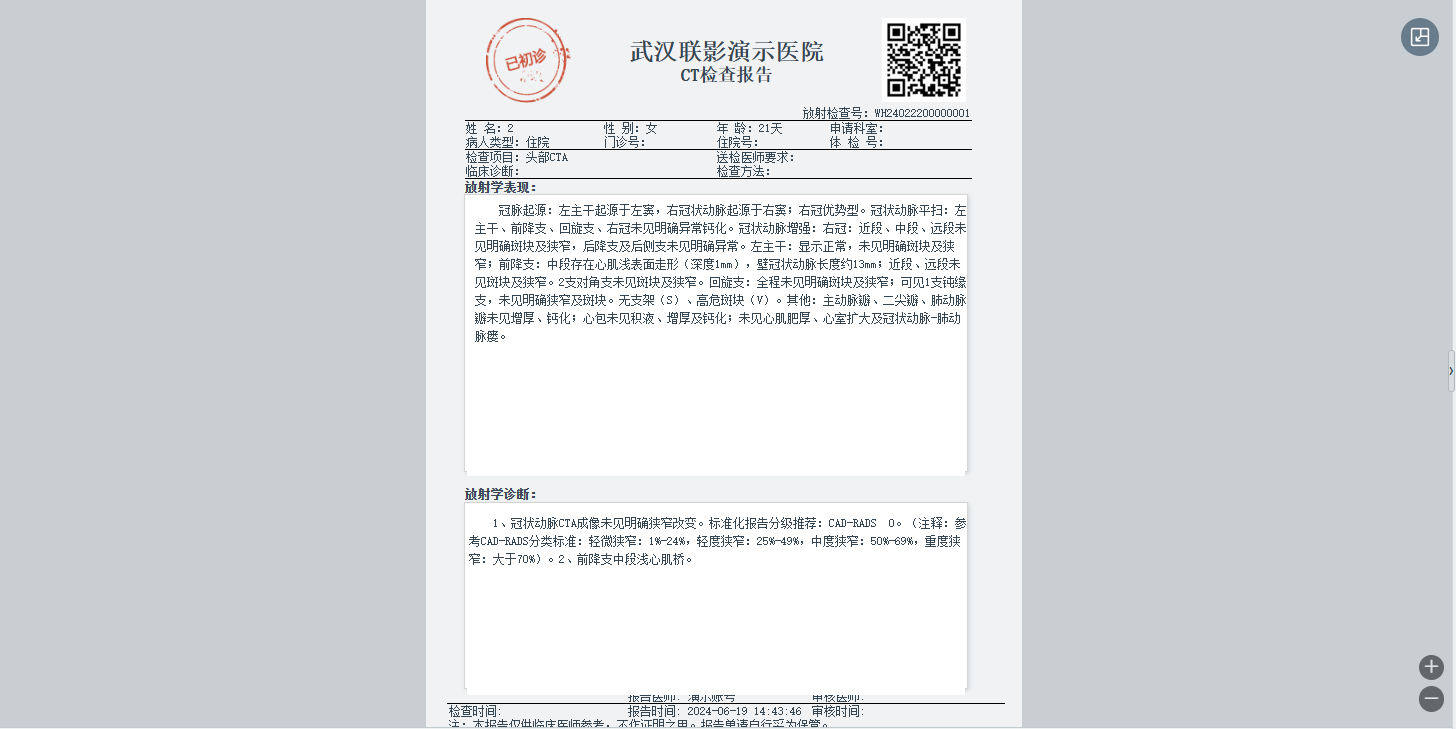 已初诊
武汉联影演示医院
CT检查报告
放射检查号: WH24022200000001
姓 名: 2 性 别: 女 年 龄: 21天 申请科室:
病人类型: 住院 门诊号: 住院号: 体 检 号:
检查项目: 头部CTA 送检医师要求:
临床诊断: 检查方法:
放射学表现:
冠脉起源: 左主干起源于左窦, 右冠状动脉起源于右窦; 右冠优势型。冠状动脉平扫: 左
主干、前降支、回旋支、右冠未见明确异常钙化。冠状动脉增强: 右冠: 近段、中段、远段未
见明确斑块及狭窄, 后降支及后侧支未见明确异常。左主干: 显示正常, 未见明确斑块及狭
窄; 前降支: 中段存在心肌浅表面走形（深度1mm）, 壁冠状动脉长度约13mm; 近段、远段未
见斑块及狭窄。2支对角支未见斑块及狭窄。回旋支: 全程未见明确斑块及狭窄; 可见1支钝缘
支, 未见明确狭窄及斑块。无支架（S）、高危斑块（V）。其他: 主动脉瓣、二尖瓣、肺动脉
瓣未见增厚、钙化; 心包未见积液、增厚及钙化; 未见心肌肥厚、心室扩大及冠状动脉-肺动
脉瘘。
放射学诊断:
1、冠状动脉CTA成像未见明确狭窄改变。标准化报告分级推荐: CAD-RADS 0。（注释: 参
考CAD-RADS分类标准: 轻微狭窄: 1%-24%, 轻度狭窄: 25%-49%, 中度狭窄: 50%-69%, 重度狭
窄: 大于70%）。2、前降支中段浅心肌桥。
报告医师: 演示账号 审核医师:
检查时间: 报告时间: 2024-06-19 14:43:46 审核时间:
注: 本报告仅供临床医师参考, 不作证明之用。报告单请自行妥为保管。